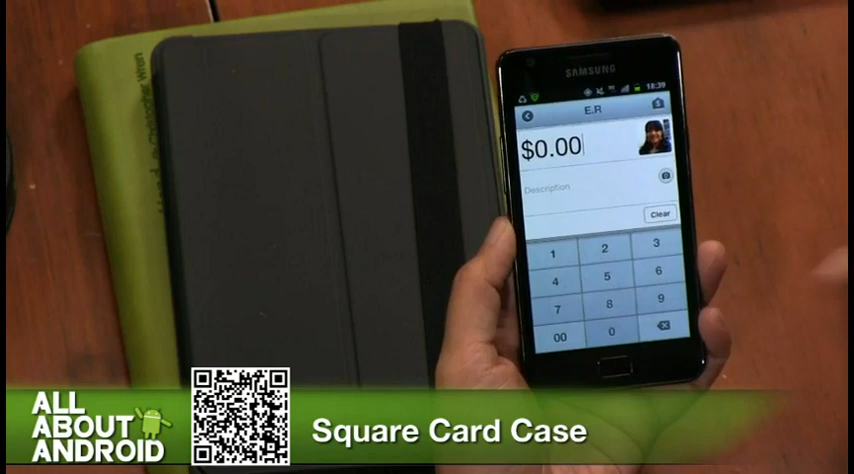 SAMSUNG
18:39
E.R
$0.00
Description
Clear
1 2 3
4 5 6
7 8 9
00 0
ALL
ABOUT
ANDROID
Square Card Case